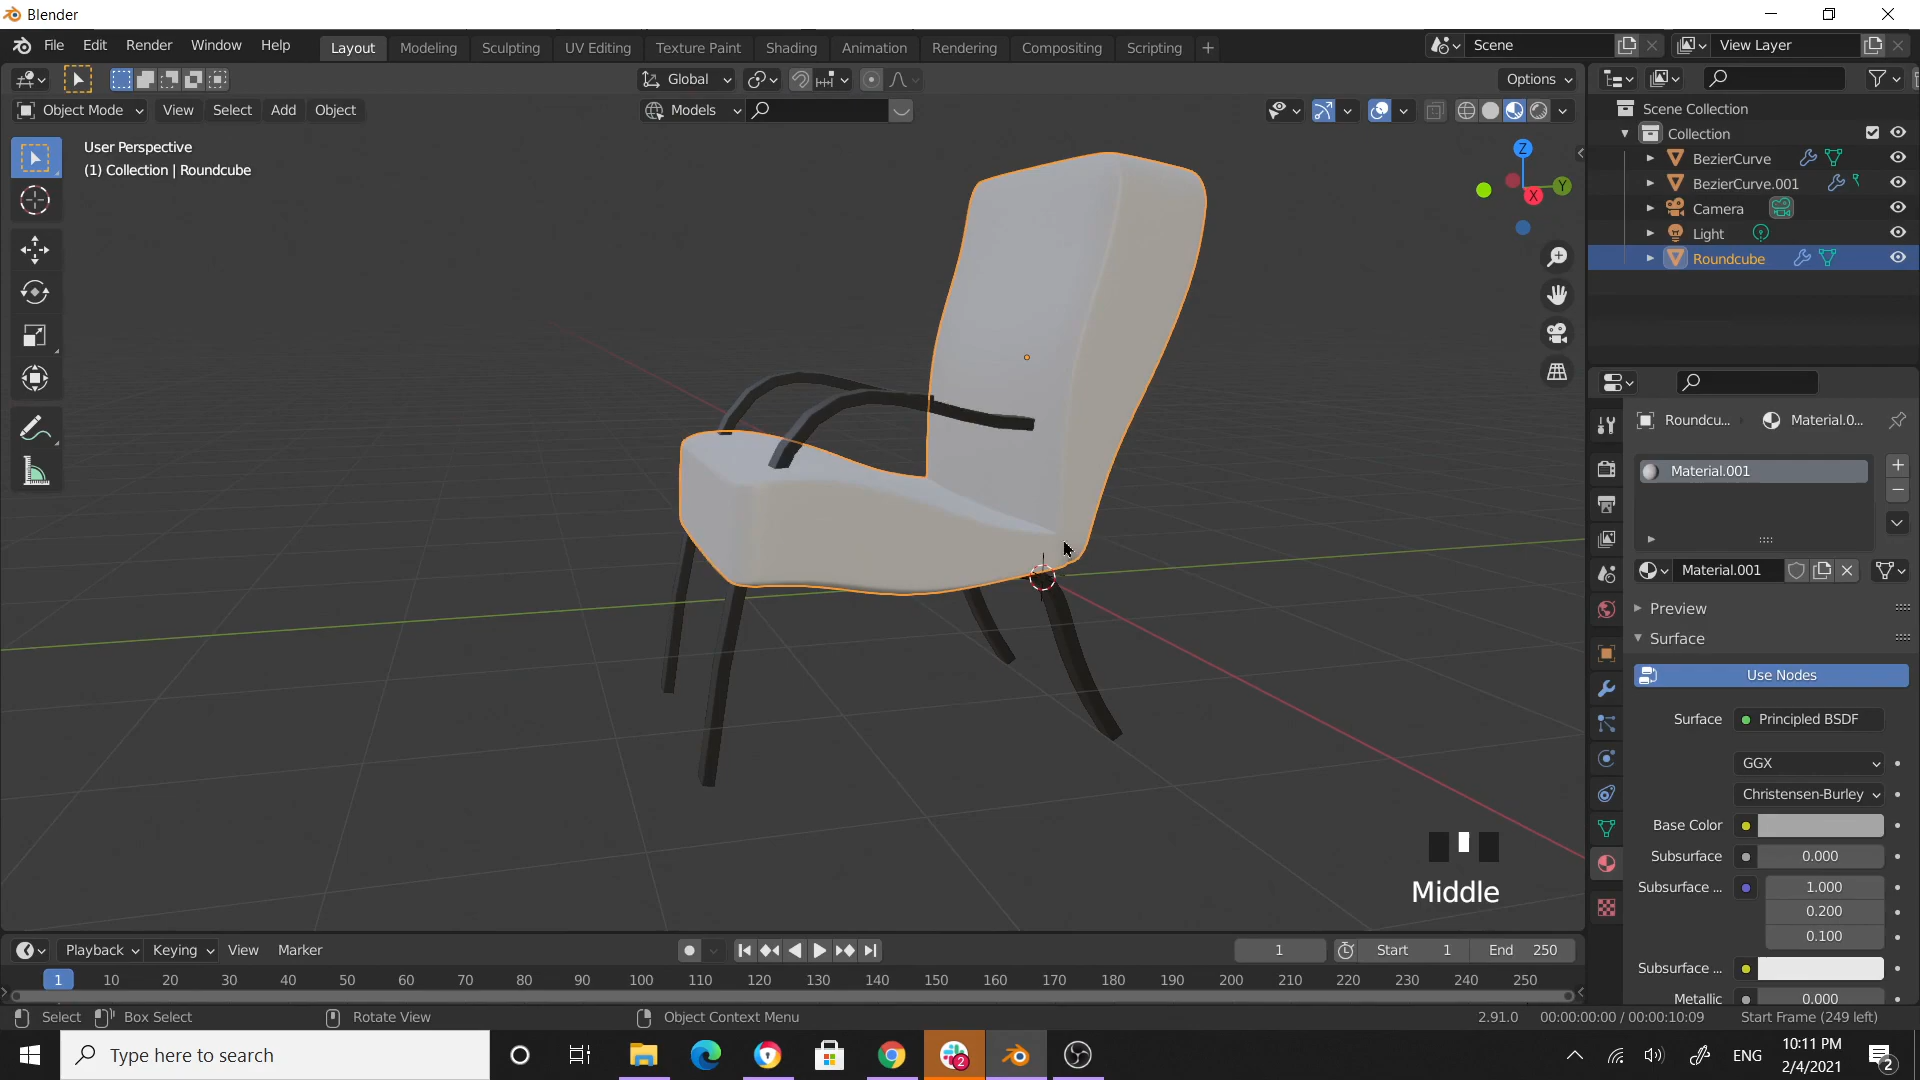 Blender
File Edit Render Window Help Layout Modeling Sculpting UV Editing Texture Paint Shading Animation Rendering Compositing Scripting + Scene View Layer
Global Options
Object Mode View Select Add Object Models
User Perspective
(1) Collection | Roundcube
Z
Y
X
Scene Collection
Collection
BezierCurve
BezierCurve.001
Camera
Light
Roundcube
Roundcu... Material.0...
Material.001
Material.001
Preview
Surface
Use Nodes
Surface Principled BSDF
GGX
Christensen-Burley
Base Color
Subsurface 0.000
Subsurface ... 1.000
0.200
0.100
Subsurface ...
Metallic 0.000
Middle
Playback Keying View Marker 1 Start 1 End 250
1 10 20 30 40 50 60 70 80 90 100 110 120 130 140 150 160 170 180 190 200 210 220 230 240 250
Select Box Select Rotate View Object Context Menu 2.91.0 00:00:00:00 / 00:00:10:09 Start Frame (249 left)
Type here to search 2 ENG 10:11 PM
2/4/2021 2